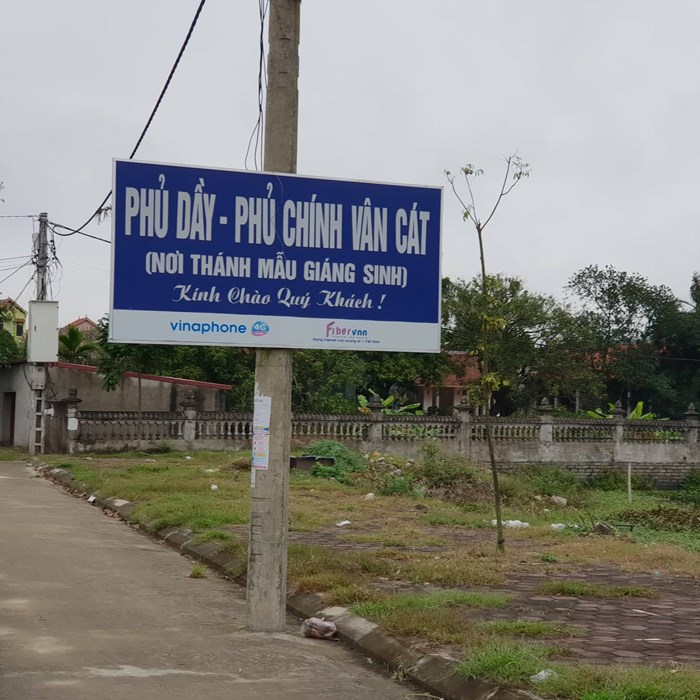 PHỦ DẦY - PHỦ CHÍNH VÂN CÁT
(NƠI THÁNH MẪU GIÁNG SINH)
Kính Chào Quý Khách !
vinaphone 4G
Fibervnn